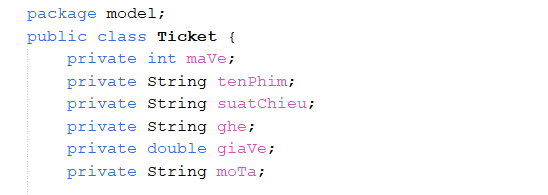 package model;
public class Ticket {
    private int maVe;
    private String tenPhim;
    private String suatChieu;
    private String ghe;
    private double giaVe;
    private String moTa;